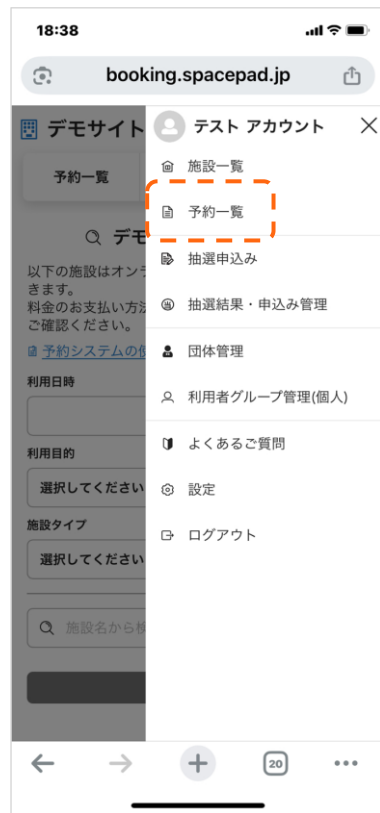 18:38
booking.spacepad.jp
デモサイト
テスト アカウント
予約一覧
デモ
以下の施設はオン
きます。
料金のお支払い方法
ご確認ください。
予約システムの使
利用日時
利用目的
選択してください
施設タイプ
選択してください
施設名から検
施設一覧
予約一覧
抽選申込み
抽選結果・申込み管理
団体管理
利用者グループ管理(個人)
よくあるご質問
設定
ログアウト
20